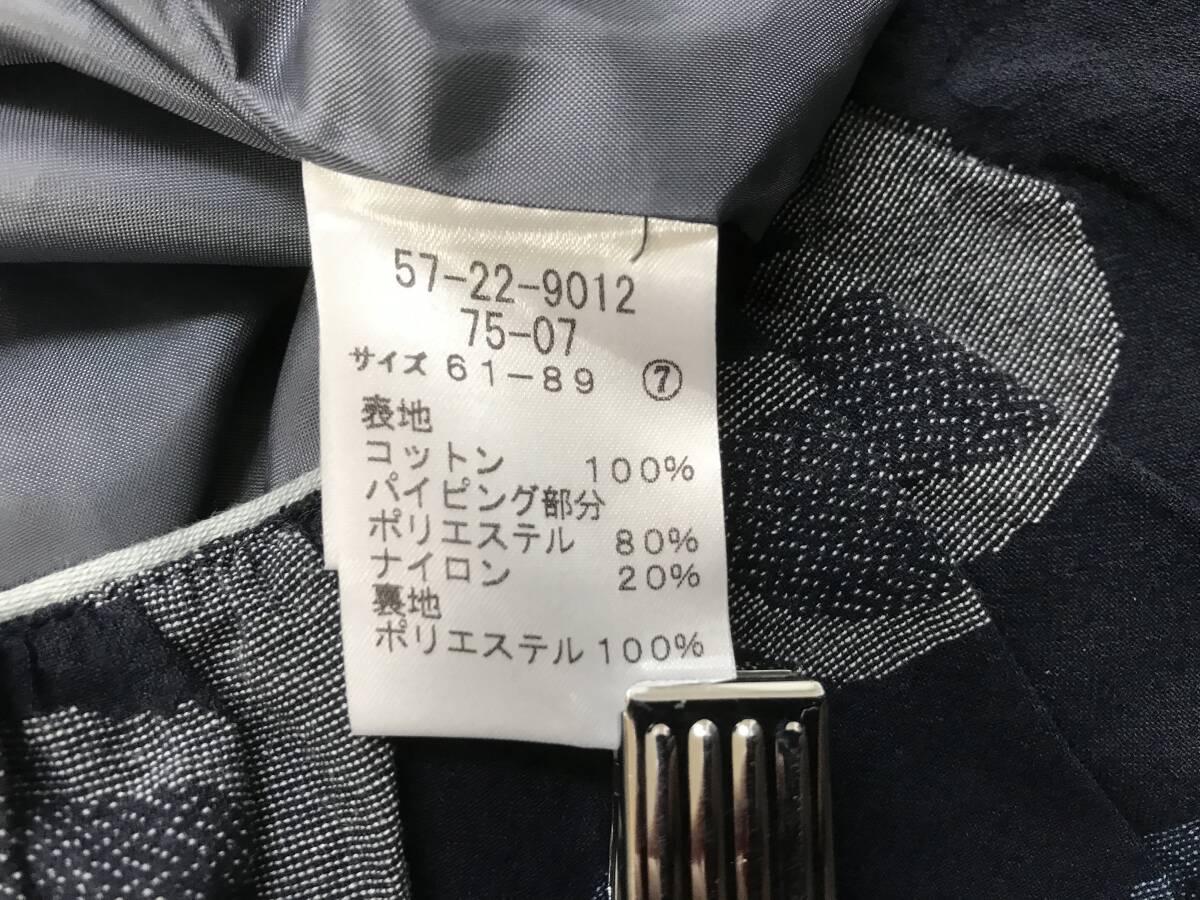 57-22-9012
75-07
サイズ 61-89 ⑦
表地
コットン 100%
パイピング部分
ポリエステル 80%
ナイロン 20%
裏地
ポリエステル 100%